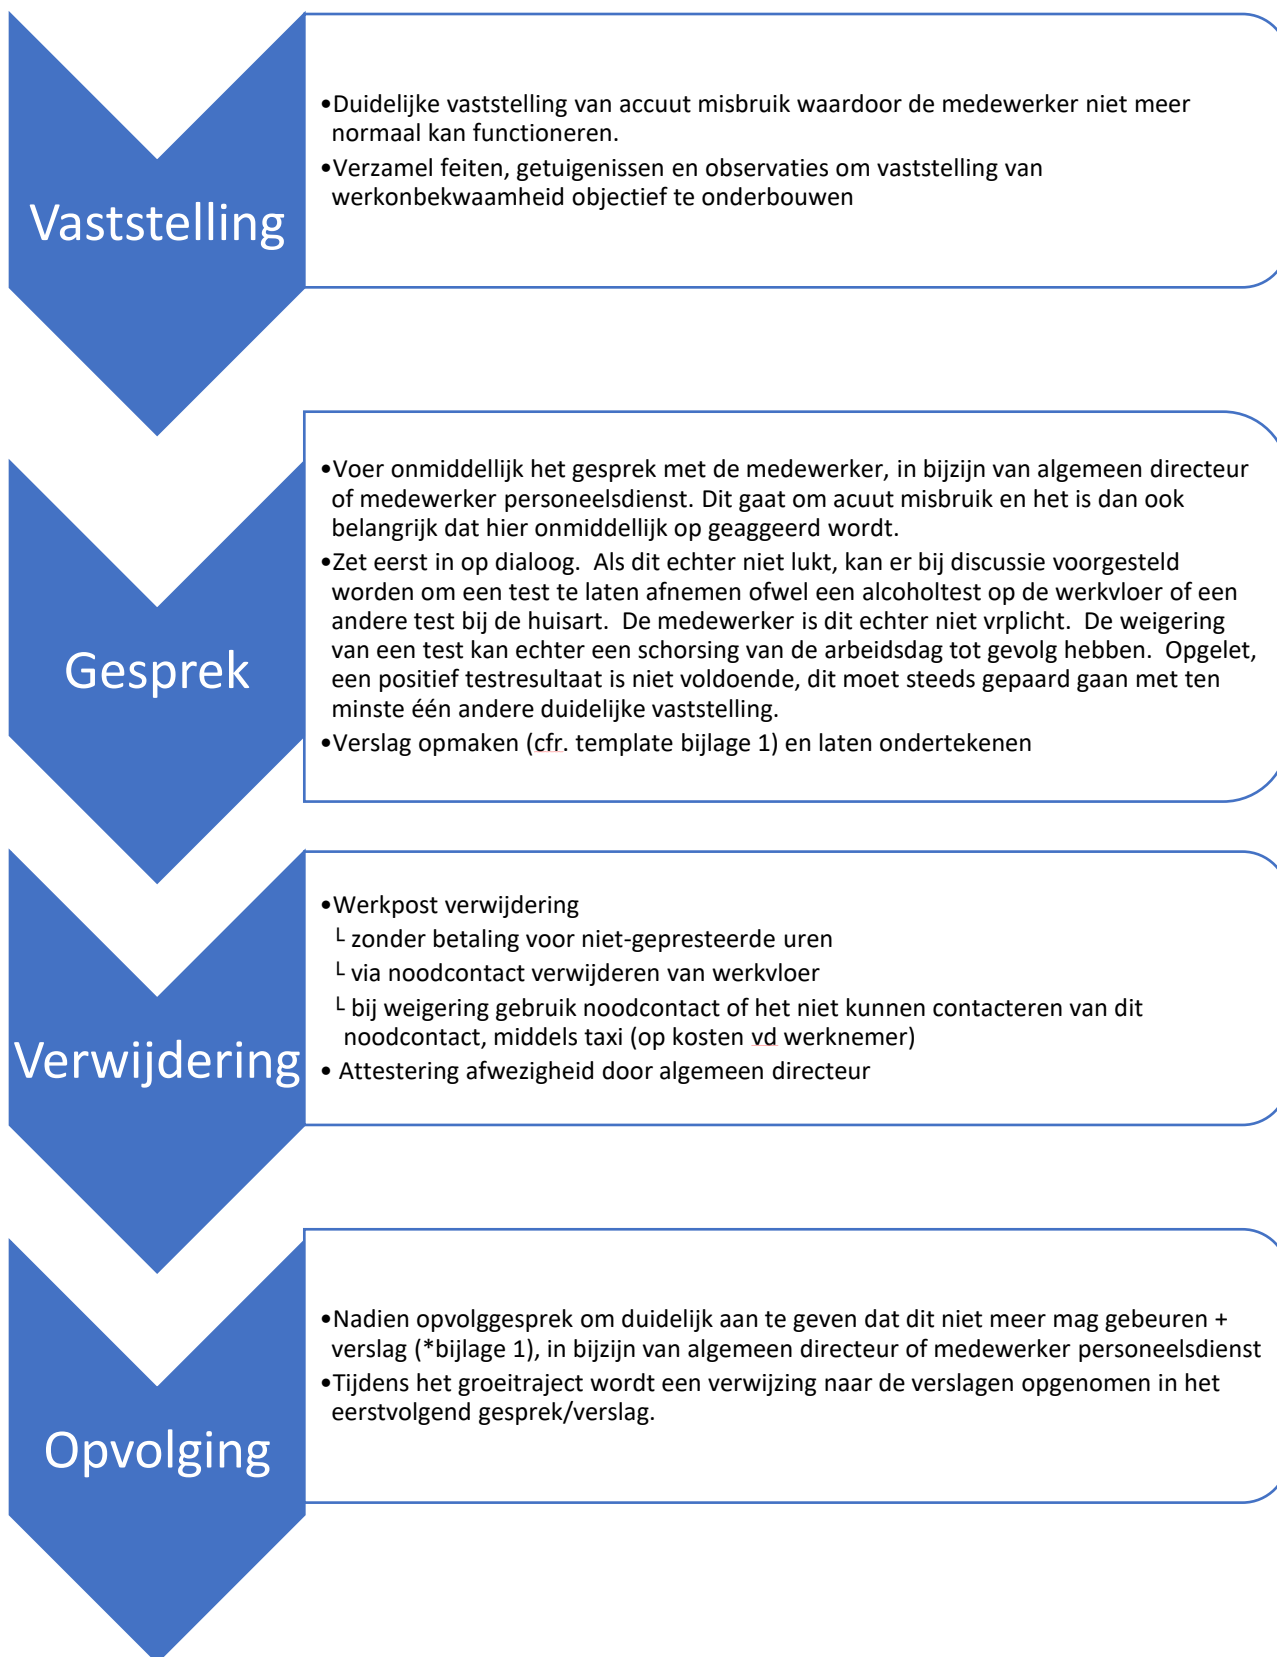 Vaststelling
•Duidelijke vaststelling van accuut misbruik waardoor de medewerker niet meer
normaal kan functioneren.
•Verzamel feiten, getuigenissen en observaties om vaststelling van
werkonbekwaamheid objectief te onderbouwen
Gesprek
•Voer onmiddellijk het gesprek met de medewerker, in bijzijn van algemeen directeur
of medewerker personeelsdienst. Dit gaat om acuut misbruik en het is dan ook
belangrijk dat hier onmiddellijk op geaggeerd wordt.
•Zet eerst in op dialoog.  Als dit echter niet lukt, kan er bij discussie voorgesteld
worden om een test te laten afnemen ofwel een alcoholtest op de werkvloer of een
andere test bij de huisart.  De medewerker is dit echter niet vrplicht.  De weigering
van een test kan echter een schorsing van de arbeidsdag tot gevolg hebben.  Opgelet,
een positief testresultaat is niet voldoende, dit moet steeds gepaard gaan met ten
minste één andere duidelijke vaststelling.
•Verslag opmaken (cfr. template bijlage 1) en laten ondertekenen
Verwijdering
•Werkpost verwijdering
└ zonder betaling voor niet-gepresteerde uren
└ via noodcontact verwijderen van werkvloer
└ bij weigering gebruik noodcontact of het niet kunnen contacteren van dit
noodcontact, middels taxi (op kosten vd werknemer)
• Attestering afwezigheid door algemeen directeur
Opvolging
•Nadien opvolggesprek om duidelijk aan te geven dat dit niet meer mag gebeuren +
verslag (*bijlage 1), in bijzijn van algemeen directeur of medewerker personeelsdienst
•Tijdens het groeitraject wordt een verwijzing naar de verslagen opgenomen in het
eerstvolgend gesprek/verslag.